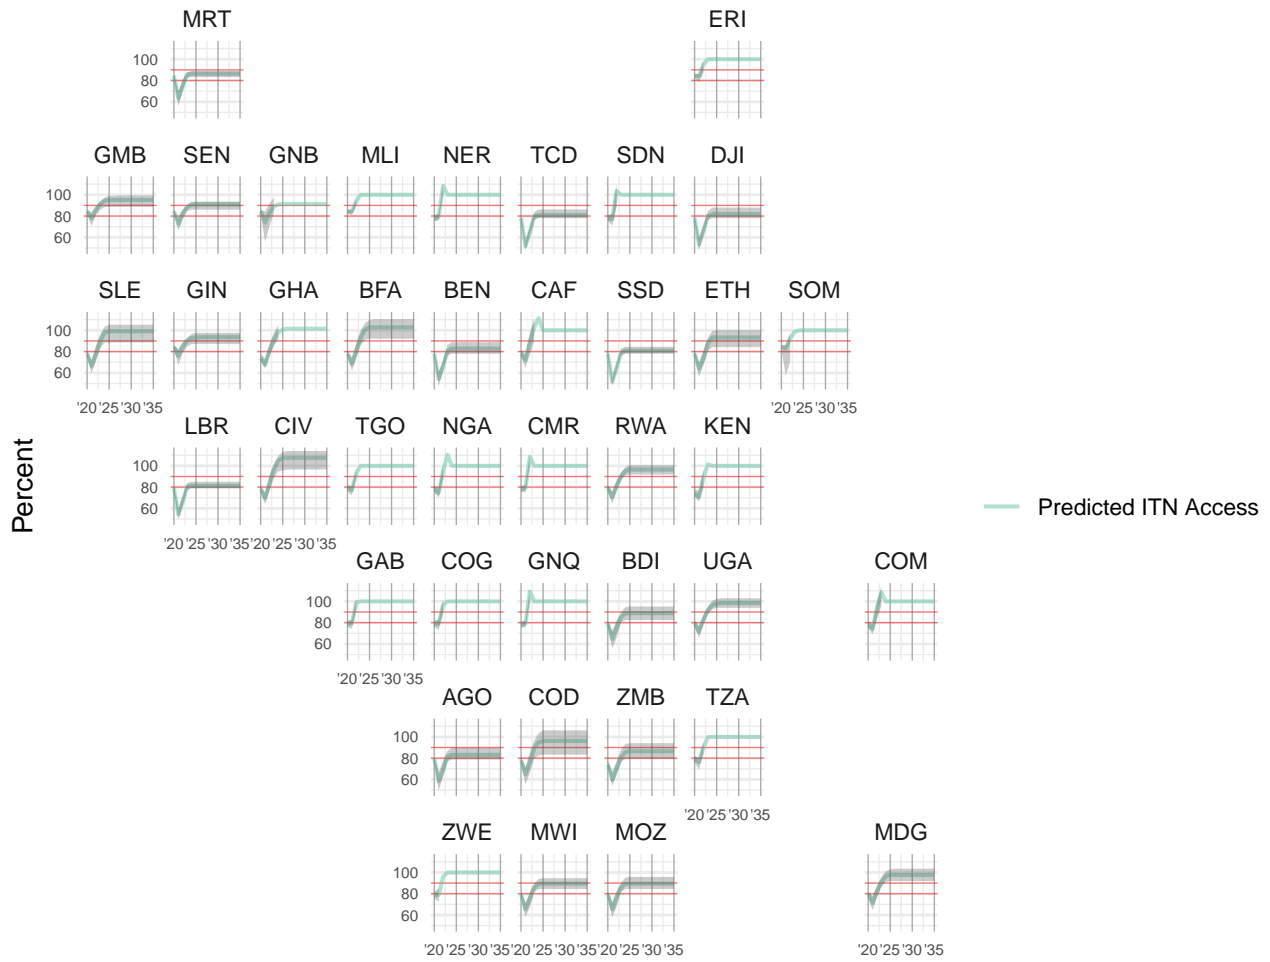 MRT ERI
100
80
60
GMB SEN GNB MLI NER TCD SDN DJI
100
80
60
SLE GIN GHA BFA BEN CAF SSD ETH SOM
100
80
60
'20 '25 '30 '35 '20 '25 '30 '35
LBR CIV TGO NGA CMR RWA KEN
100
80
60
'20 '25 '30 '35 '20 '25 '30 '35
GAB COG GNQ BDI UGA COM
100
80
60
'20 '25 '30 '35
AGO COD ZMB TZA
100
80
60
'20 '25 '30 '35
ZWE MWI MOZ MDG
100
80
60
'20 '25 '30 '35 '20 '25 '30 '35 '20 '25 '30 '35 '20 '25 '30 '35
Percent
Predicted ITN Access